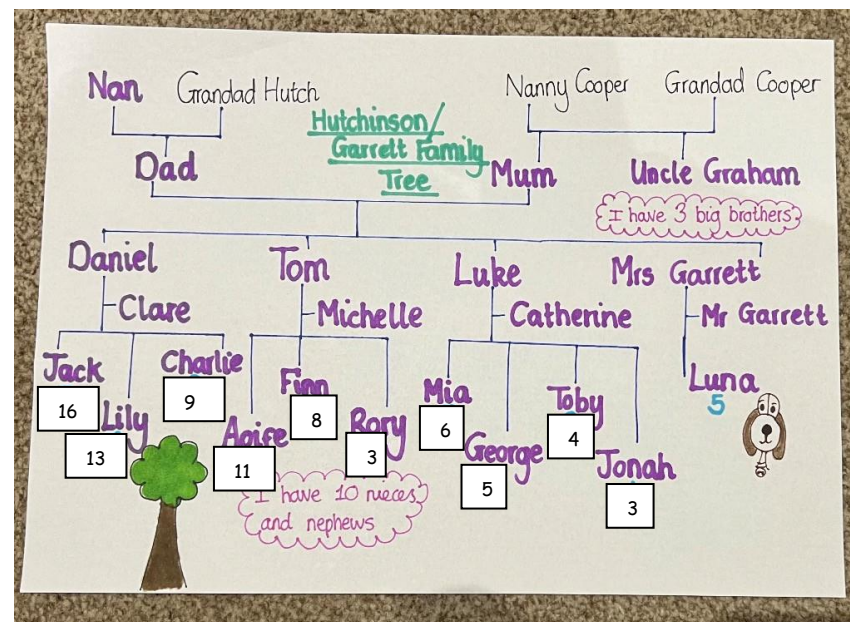 Nan Grandad Hutch Nanny Cooper Grandad Cooper
Hutchinson/
Garrett Family
Tree
Dad Mum Uncle Graham
I have 3 big brothers
Daniel Tom Luke Mrs Garrett
Clare Michelle Catherine Mr Garrett
Jack Charlie Finn Mia Toby Luna
16 9 8 6 4 5
Lily Aoife Rory George Jonah
13 11 3 5 3
I have 10 nieces
and nephews